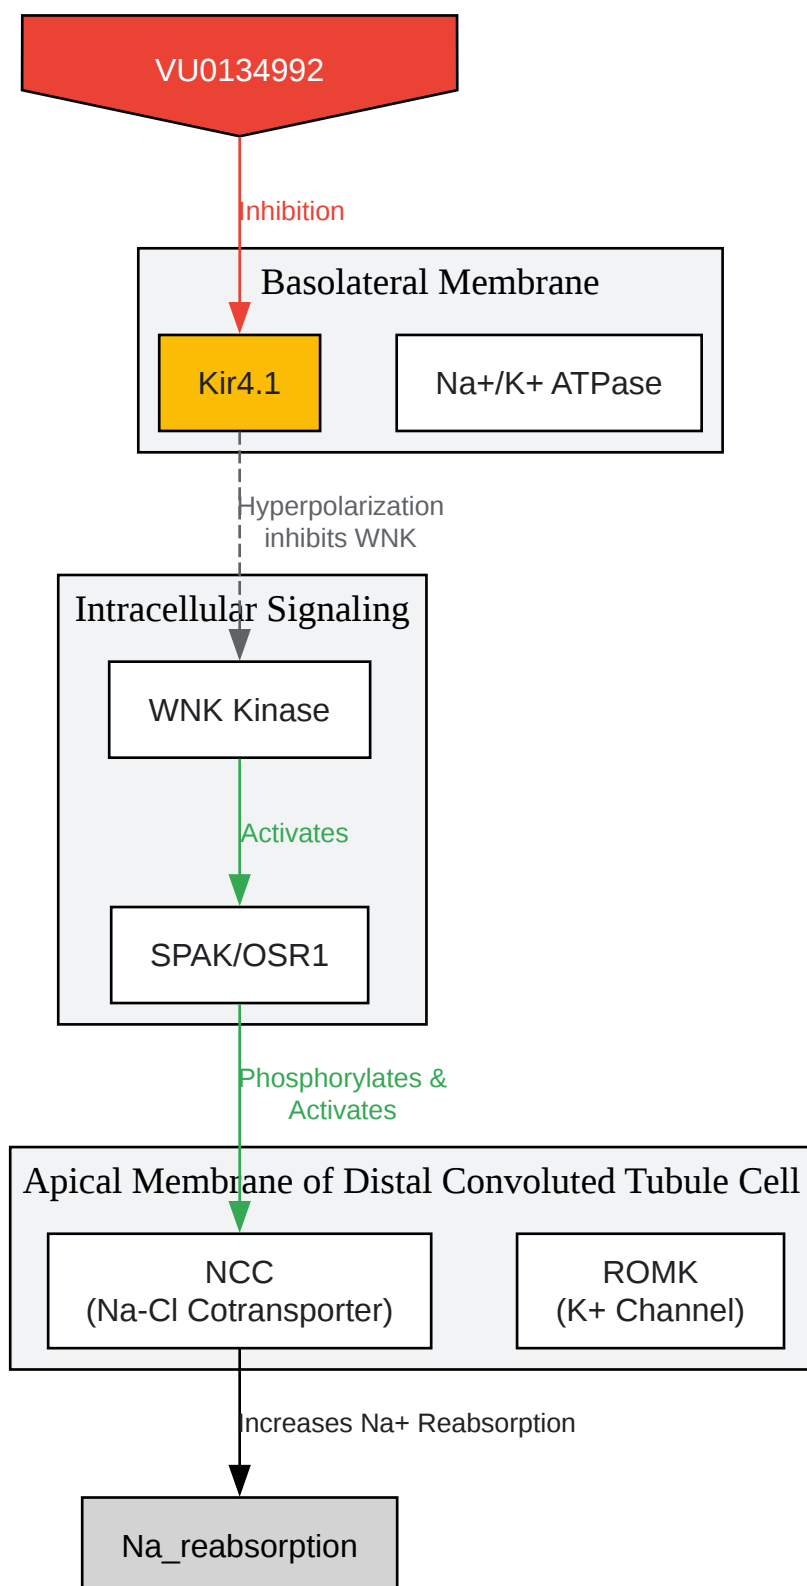 VU0134992
Inhibition
Basolateral Membrane
Kir4.1
Na+/K+ ATPase
Hyperpolarization
inhibits WNK
Intracellular Signaling
WNK Kinase
Activates
SPAK/OSR1
Phosphorylates &
Activates
Apical Membrane of Distal Convoluted Tubule Cell
NCC
(Na-Cl Cotransporter)
ROMK
(K+ Channel)
Increases Na+ Reabsorption
Na_reabsorption